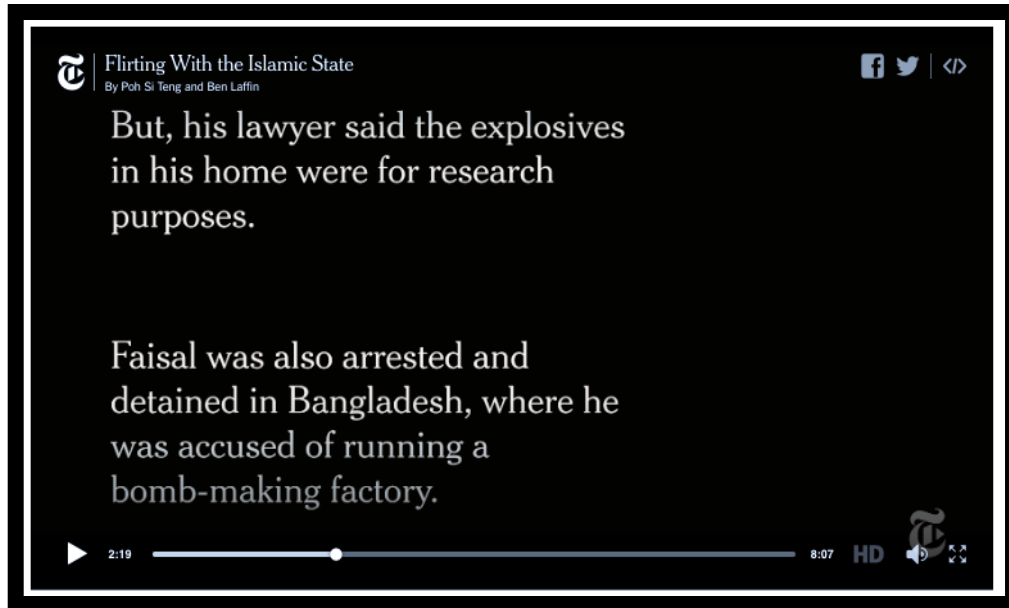 Flirting With the Islamic State
By Poh Si Teng and Ben Laffin
But, his lawyer said the explosives
in his home were for research
purposes.
Faisal was also arrested and
detained in Bangladesh, where he
was accused of running a
bomb-making factory.
2:19
8:07
HD